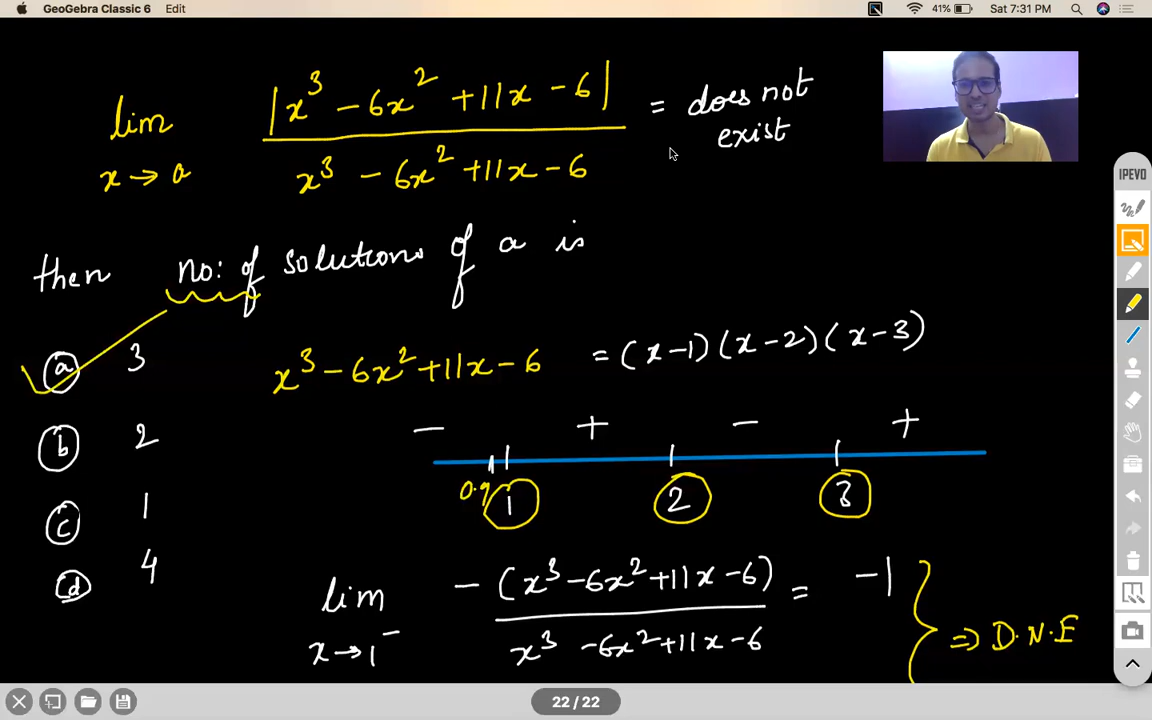 GeoGebra Classic 6 Edit 41% Sat 7:31 PM
lim x→a |x³ - 6x² + 11x - 6| / x³ - 6x² + 11x - 6 = does not exist
IPEVO
then no: of solutions of a is
(a) 3
x³ - 6x² + 11x - 6 = (x-1)(x-2)(x-3)
(b) 2
- + - +
0.9 1 2 3
(c) 1
(d) 4
lim x→1⁻ -(x³ - 6x² + 11x - 6) / x³ - 6x² + 11x - 6 = -1
⇒ D.N.E
22 / 22